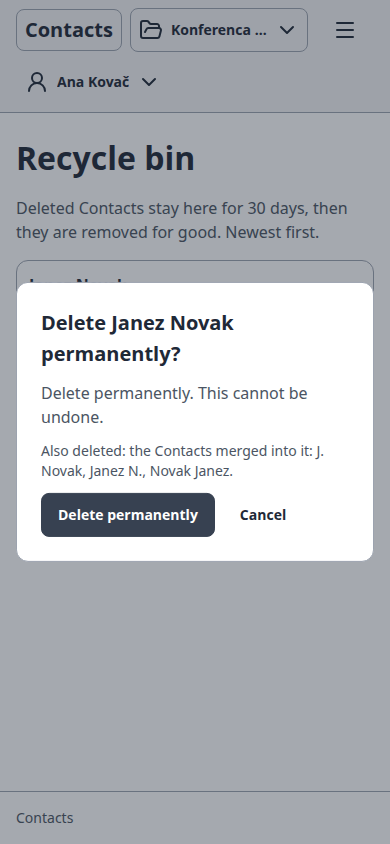 Contacts
Konferenca ...
Ana Kovač
Recycle bin
Deleted Contacts stay here for 30 days, then
they are removed for good. Newest first.
Delete Janez Novak
permanently?
Delete permanently. This cannot be
undone.
Also deleted: the Contacts merged into it: J.
Novak, Janez N., Novak Janez.
Delete permanently
Cancel
Contacts